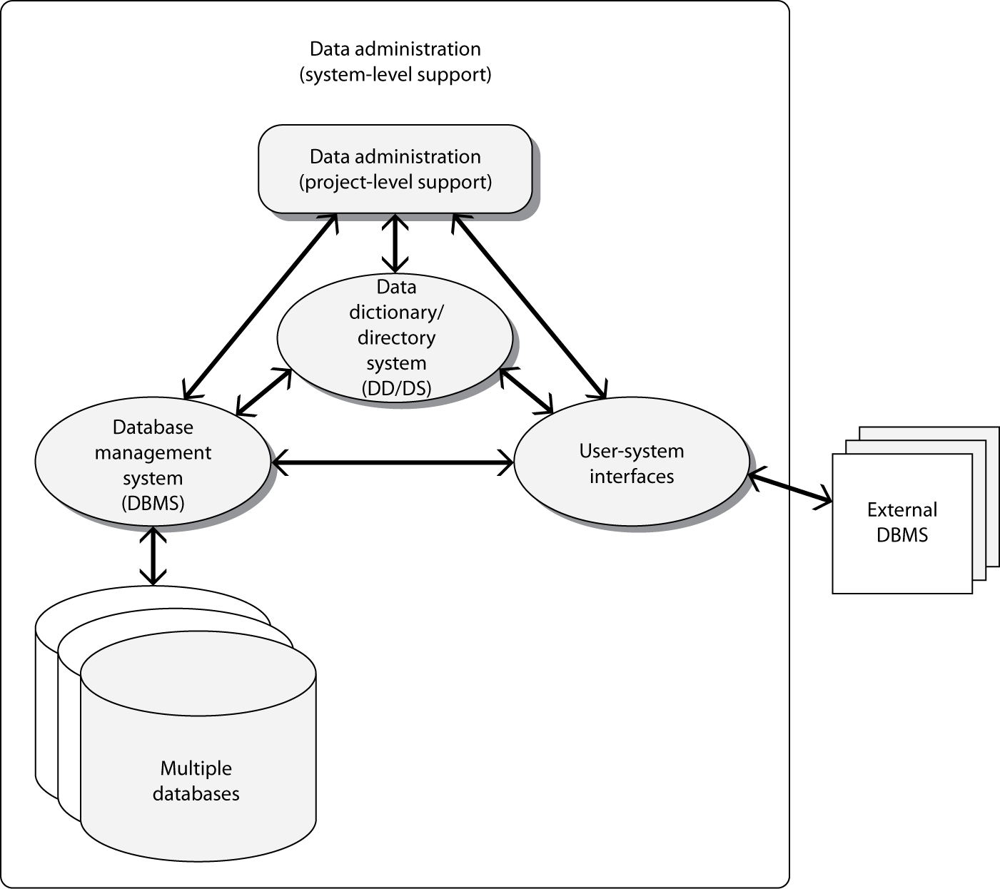 Data administration
(system-level support)
Data administration
(project-level support)
Data
dictionary/
directory
system
(DD/DS)
Database
management
system
(DBMS)
User-system
interfaces
External
DBMS
Multiple
databases